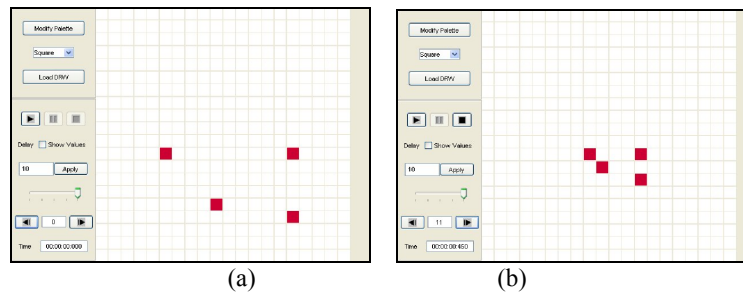 Modify Palette
Square
Load DRW
Delay Show Values
10 Apply
0
Time 00:00:00:000
(a)
Modify Palette
Square
Load DRW
Delay Show Values
10 Apply
11
Time 00:00:00:450
(b)